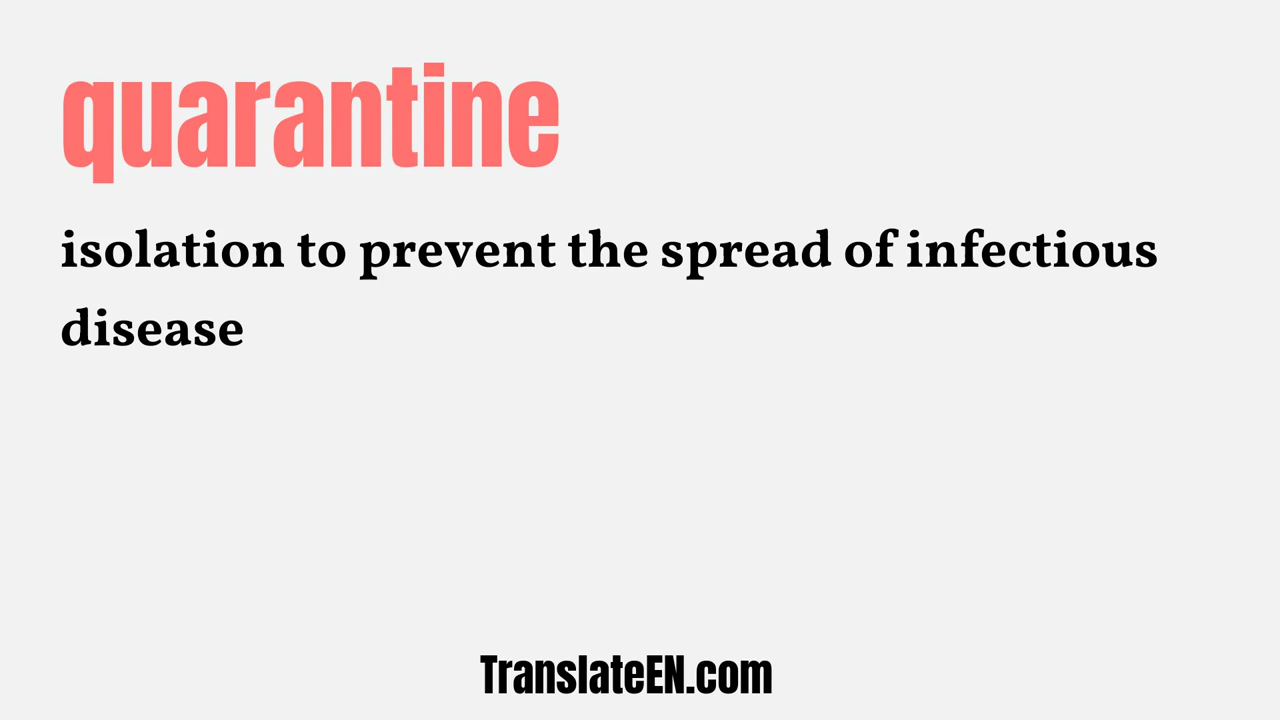 quarantine
isolation to prevent the spread of infectious
disease
TranslateEN.com